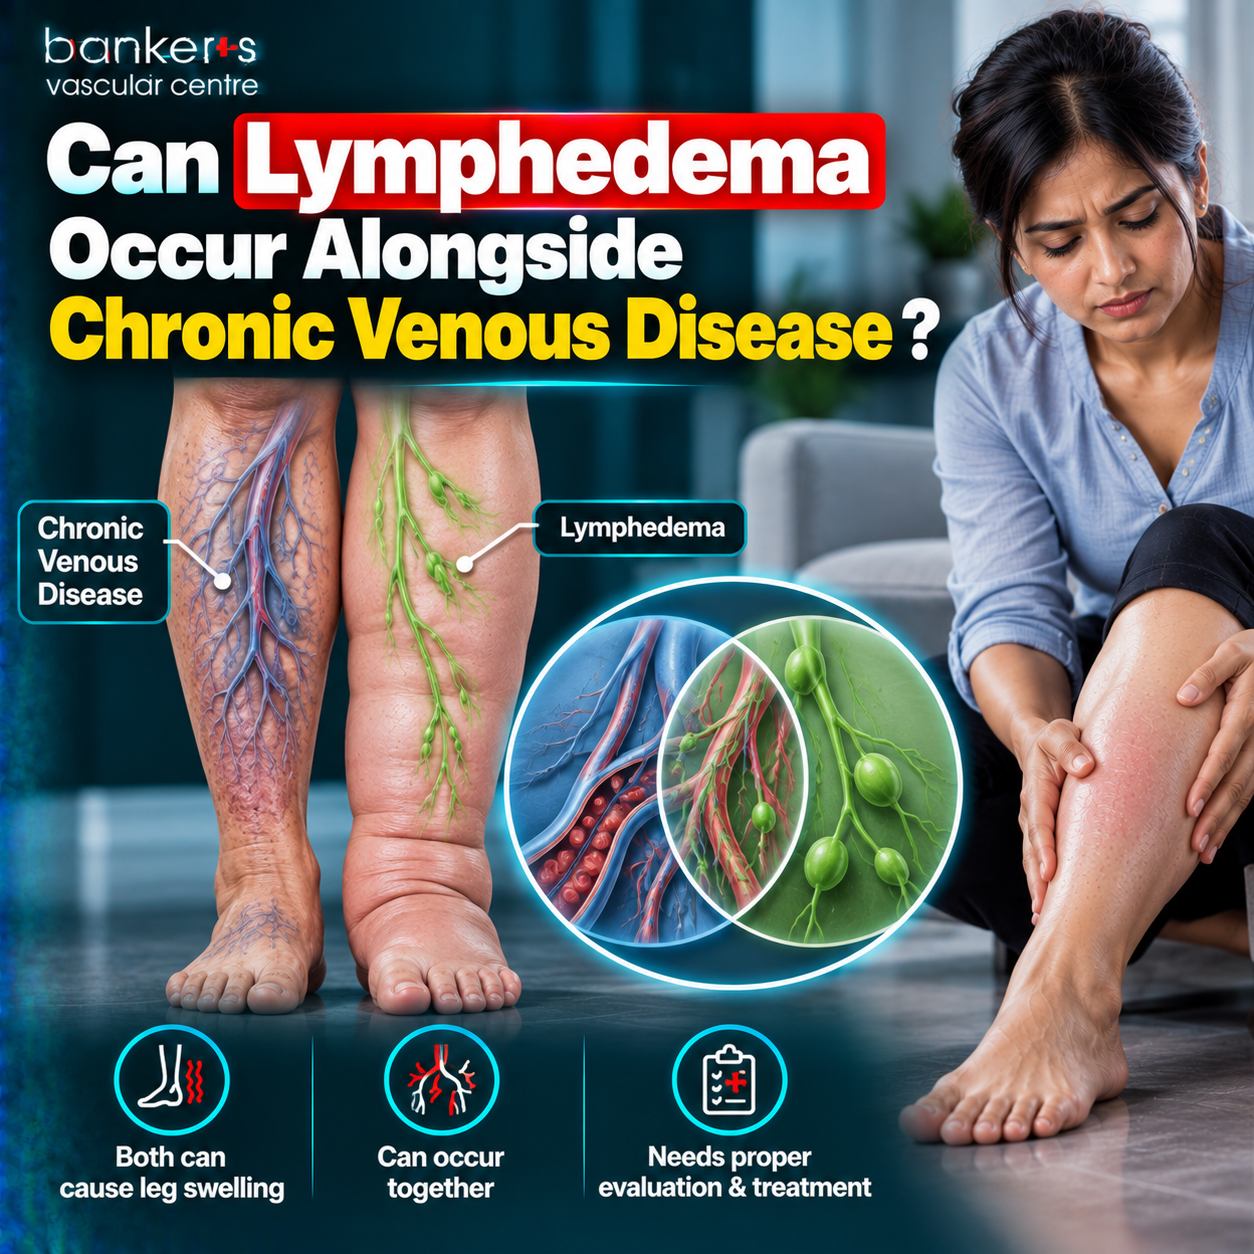 banker+s
vascular centre
Can Lymphedema
Occur Alongside
Chronic Venous Disease ?
Chronic
Venous
Disease
Lymphedema
Both can
cause leg swelling
Can occur
together
Needs proper
evaluation & treatment